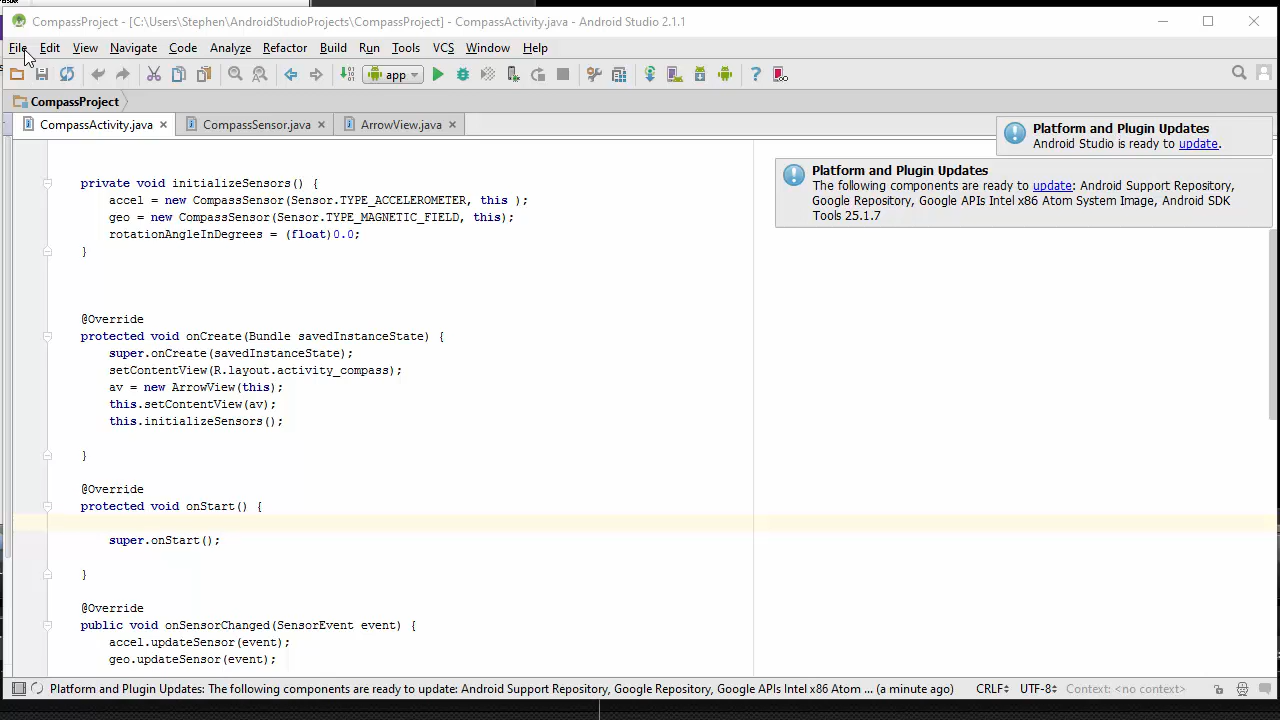 CompassProject - [C:\Users\Stephen\AndroidStudioProjects\CompassProject] - CompassActivity.java - Android Studio 2.1.1
File Edit View Navigate Code Analyze Refactor Build Run Tools VCS Window Help
app
CompassProject
CompassActivity.java CompassSensor.java ArrowView.java
Platform and Plugin Updates
Android Studio is ready to update.
Platform and Plugin Updates
The following components are ready to update: Android Support Repository,
Google Repository, Google APIs Intel x86 Atom System Image, Android SDK
Tools 25.1.7
private void initializeSensors() {
accel = new CompassSensor(Sensor.TYPE_ACCELEROMETER, this );
geo = new CompassSensor(Sensor.TYPE_MAGNETIC_FIELD, this);
rotationAngleInDegrees = (float)0.0;
}
@Override
protected void onCreate(Bundle savedInstanceState) {
super.onCreate(savedInstanceState);
setContentView(R.layout.activity_compass);
av = new ArrowView(this);
this.setContentView(av);
this.initializeSensors();
}
@Override
protected void onStart() {
super.onStart();
}
@Override
public void onSensorChanged(SensorEvent event) {
accel.updateSensor(event);
geo.updateSensor(event);
Platform and Plugin Updates: The following components are ready to update: Android Support Repository, Google Repository, Google APIs Intel x86 Atom ... (a minute ago) CRLF UTF-8 Context: <no context>